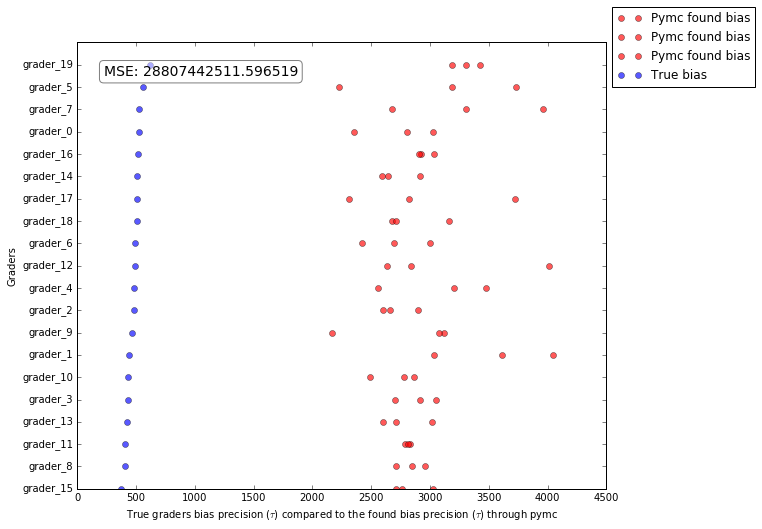 Pymc found bias
Pymc found bias
Pymc found bias
True bias
MSE: 28807442511.596519
Graders
grader_19
grader_5
grader_7
grader_0
grader_16
grader_14
grader_17
grader_18
grader_6
grader_12
grader_4
grader_2
grader_9
grader_1
grader_10
grader_3
grader_13
grader_11
grader_8
grader_15
0 500 1000 1500 2000 2500 3000 3500 4000 4500
True graders bias precision (τ) compared to the found bias precision (τ) through pymc